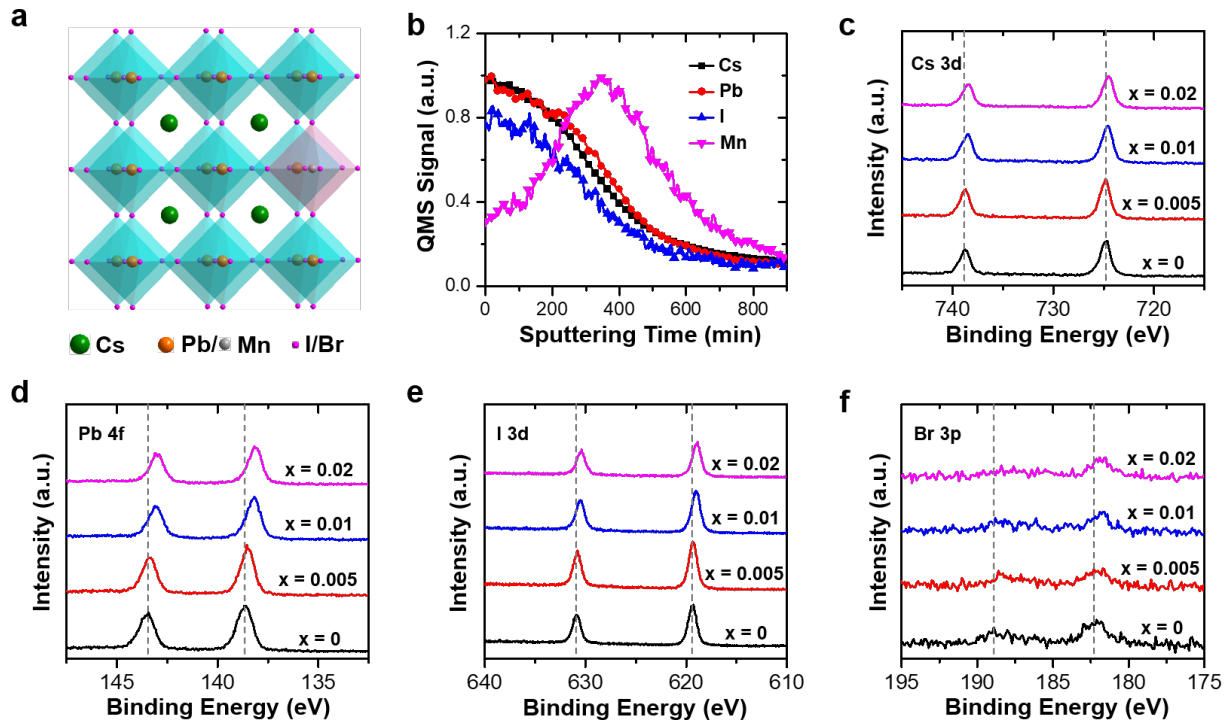 a
Cs Pb/ Mn I/Br
b
QMS Signal (a.u.)
1.2
0.8
0.4
0.0
0 200 400 600 800
Sputtering Time (min)
Cs
Pb
I
Mn
c
Cs 3d
Intensity (a.u.)
x = 0.02
x = 0.01
x = 0.005
x = 0
740 730 720
Binding Energy (eV)
d
Pb 4f
Intensity (a.u.)
x = 0.02
x = 0.01
x = 0.005
x = 0
145 140 135
Binding Energy (eV)
e
I 3d
Intensity (a.u.)
x = 0.02
x = 0.01
x = 0.005
x = 0
640 630 620 610
Binding Energy (eV)
f
Br 3p
Intensity (a.u.)
x = 0.02
x = 0.01
x = 0.005
x = 0
195 190 185 180 175
Binding Energy (eV)